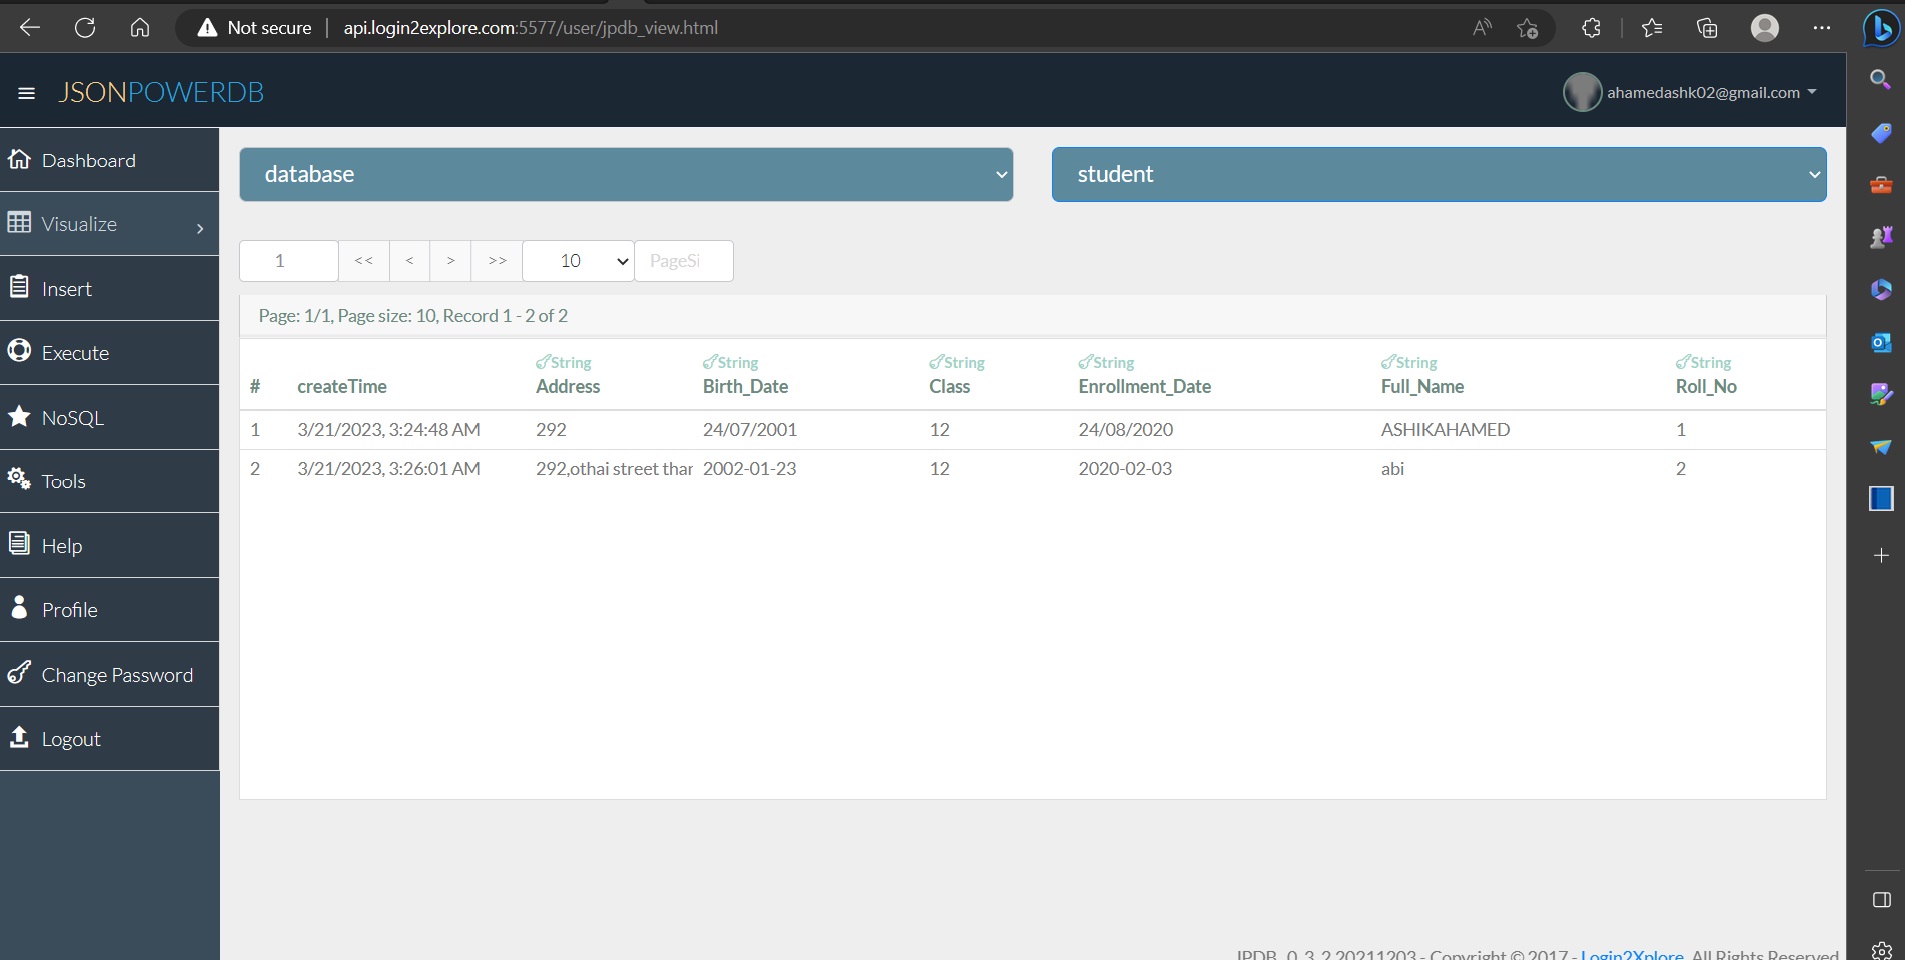 Not secure api.login2explore.com:5577/user/jpdb_view.html
JSONPOWERDB
ahamedashk02@gmail.com
Dashboard
Visualize
Insert
Execute
NoSQL
Tools
Help
Profile
Change Password
Logout
database student
1 << < > >> 10 PageSi
Page: 1/1, Page size: 10, Record 1 - 2 of 2
String String String String String String
# createTime Address Birth_Date Class Enrollment_Date Full_Name Roll_No
1 3/21/2023, 3:24:48 AM 292 24/07/2001 12 24/08/2020 ASHIKAHAMED 1
2 3/21/2023, 3:26:01 AM 292,othai street thar 2002-01-23 12 2020-02-03 abi 2
JPDB_0_3_2 20211203 - Copyright © 2017 - Login2Xplore, All Rights Reserved